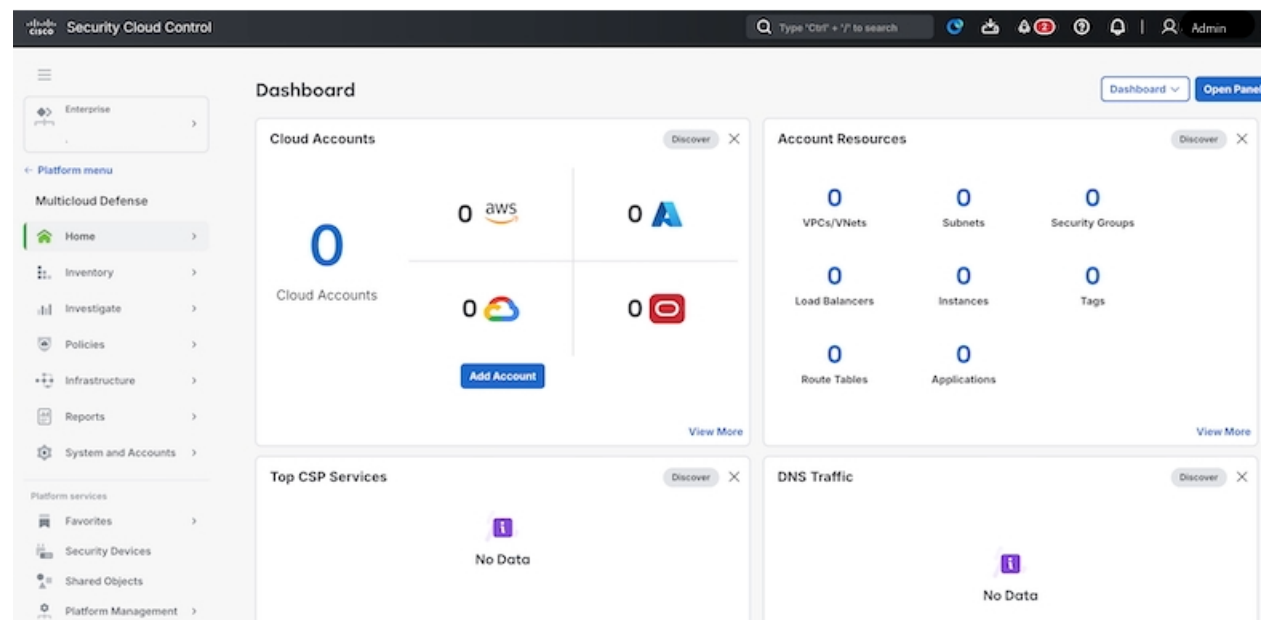 cisco Security Cloud Control
Type 'Ctrl' + '/' to search
2
Admin
Enterprise
← Platform menu
Multicloud Defense
Home
Inventory
Investigate
Policies
Infrastructure
Reports
System and Accounts
Platform services
Favorites
Security Devices
Shared Objects
Platform Management
Dashboard
Dashboard
Open Panel
Cloud Accounts
Discover
0
Cloud Accounts
0 aws
0
0
0
Add Account
View More
Account Resources
Discover
0
VPCs/VNets
0
Subnets
0
Security Groups
0
Load Balancers
0
Instances
0
Tags
0
Route Tables
0
Applications
View More
Top CSP Services
Discover
No Data
DNS Traffic
Discover
No Data